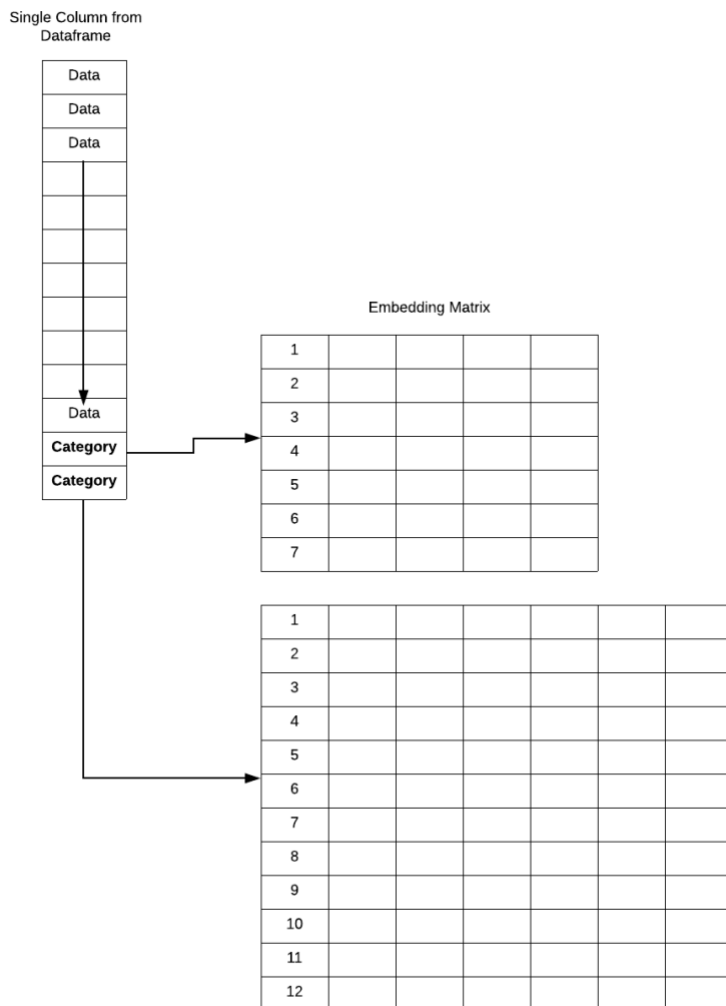 Single Column from
Dataframe
Data
Data
Data
Data
Category
Category
Embedding Matrix
1
2
3
4
5
6
7
1
2
3
4
5
6
7
8
9
10
11
12